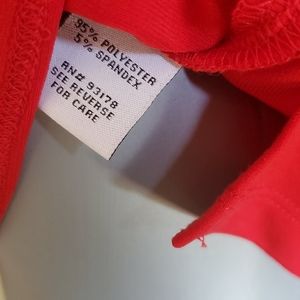 95% POLYESTER
5% SPANDEX
RN# 93178
SEE REVERSE
FOR CARE